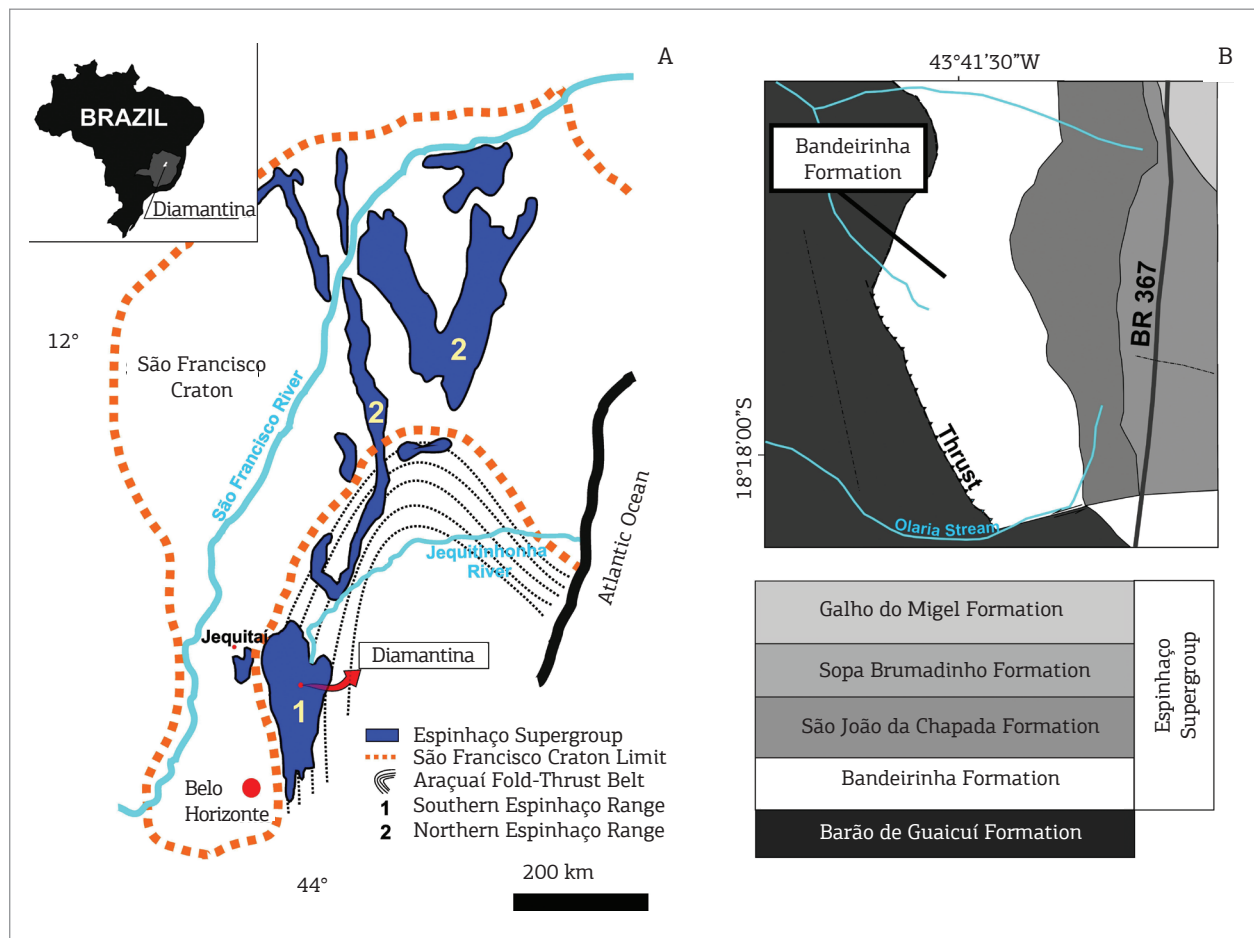 A
BRAZIL
Diamantina
12°
São Francisco
Craton
São Francisco River
2
2
Atlantic Ocean
Jequitinhonha
River
Jequitaí
Diamantina
1
Belo
Horizonte
Espinhaço Supergroup
São Francisco Craton Limit
Araçuaí Fold-Thrust Belt
1 Southern Espinhaço Range
2 Northern Espinhaço Range
44°
200 km
B
43°41'30"W
Bandeirinha
Formation
BR 367
18°18'00"S
Thrust
Olaria Stream
Galho do Migel Formation
Sopa Brumadinho Formation
São João da Chapada Formation
Bandeirinha Formation
Barão de Guaicuí Formation
Espinhaço
Supergroup